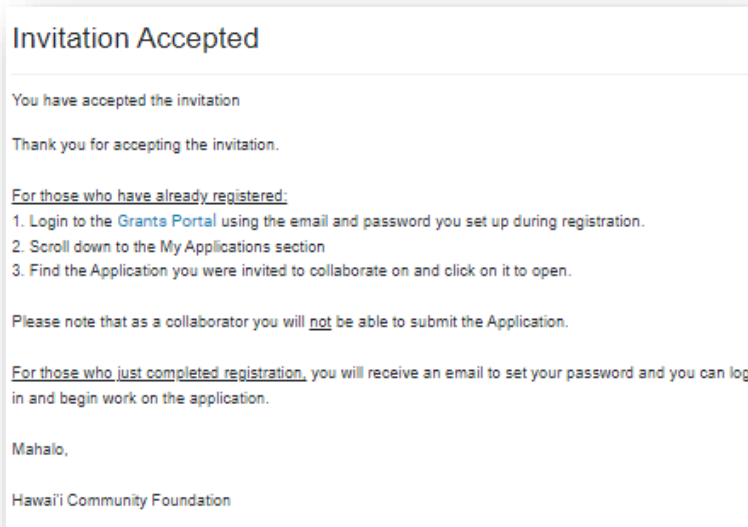 Invitation Accepted
You have accepted the invitation
Thank you for accepting the invitation.
For those who have already registered:
1. Login to the Grants Portal using the email and password you set up during registration.
2. Scroll down to the My Applications section
3. Find the Application you were invited to collaborate on and click on it to open.
Please note that as a collaborator you will not be able to submit the Application.
For those who just completed registration, you will receive an email to set your password and you can log
in and begin work on the application.
Mahalo,
Hawai'i Community Foundation